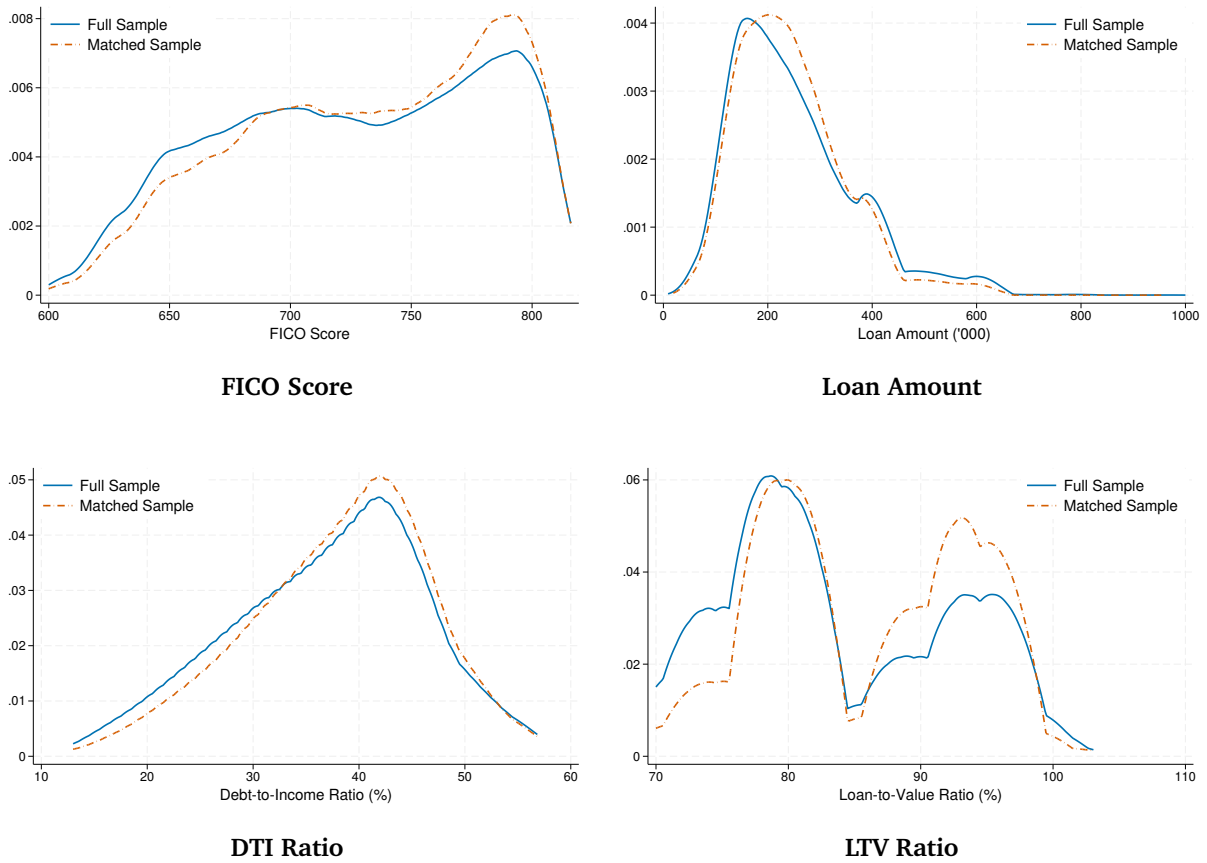 Full Sample
Matched Sample
.008
.006
.004
.002
0
600 650 700 750 800
FICO Score
FICO Score
Full Sample
Matched Sample
.004
.003
.002
.001
0
0 200 400 600 800 1000
Loan Amount ('000)
Loan Amount
Full Sample
Matched Sample
.05
.04
.03
.02
.01
0
10 20 30 40 50 60
Debt-to-Income Ratio (%)
DTI Ratio
Full Sample
Matched Sample
.06
.04
.02
0
70 80 90 100 110
Loan-to-Value Ratio (%)
LTV Ratio